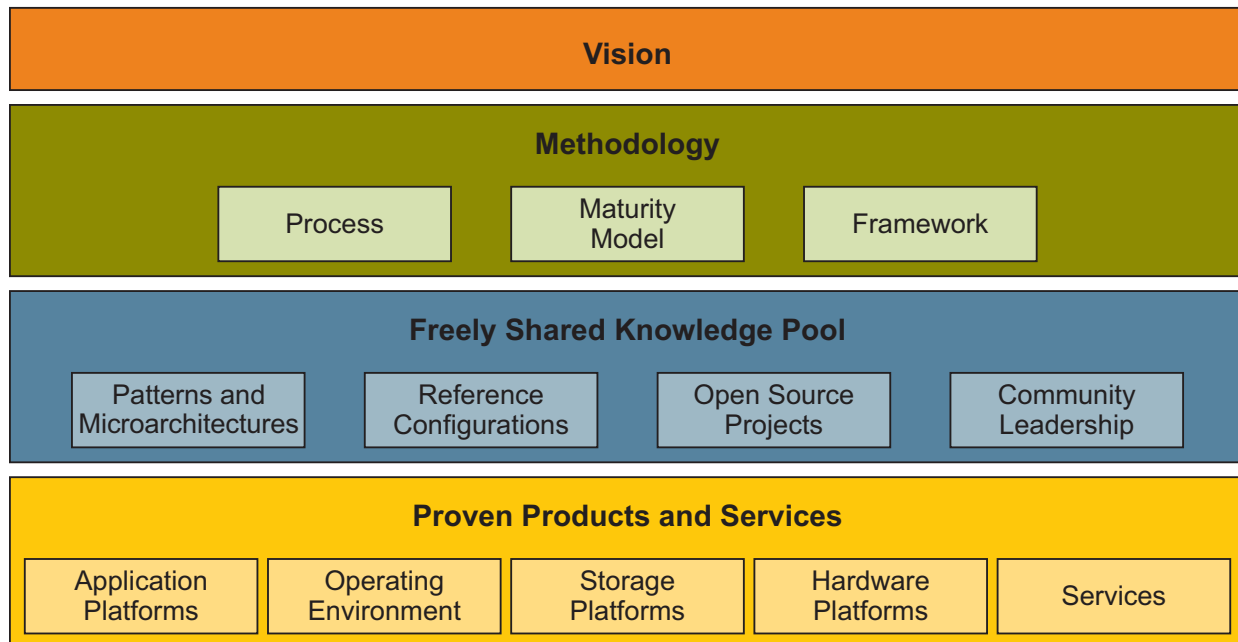 Vision
Methodology
Process
Maturity
Model
Framework
Freely Shared Knowledge Pool
Patterns and
Microarchitectures
Reference
Configurations
Open Source
Projects
Community
Leadership
Proven Products and Services
Application
Platforms
Operating
Environment
Storage
Platforms
Hardware
Platforms
Services